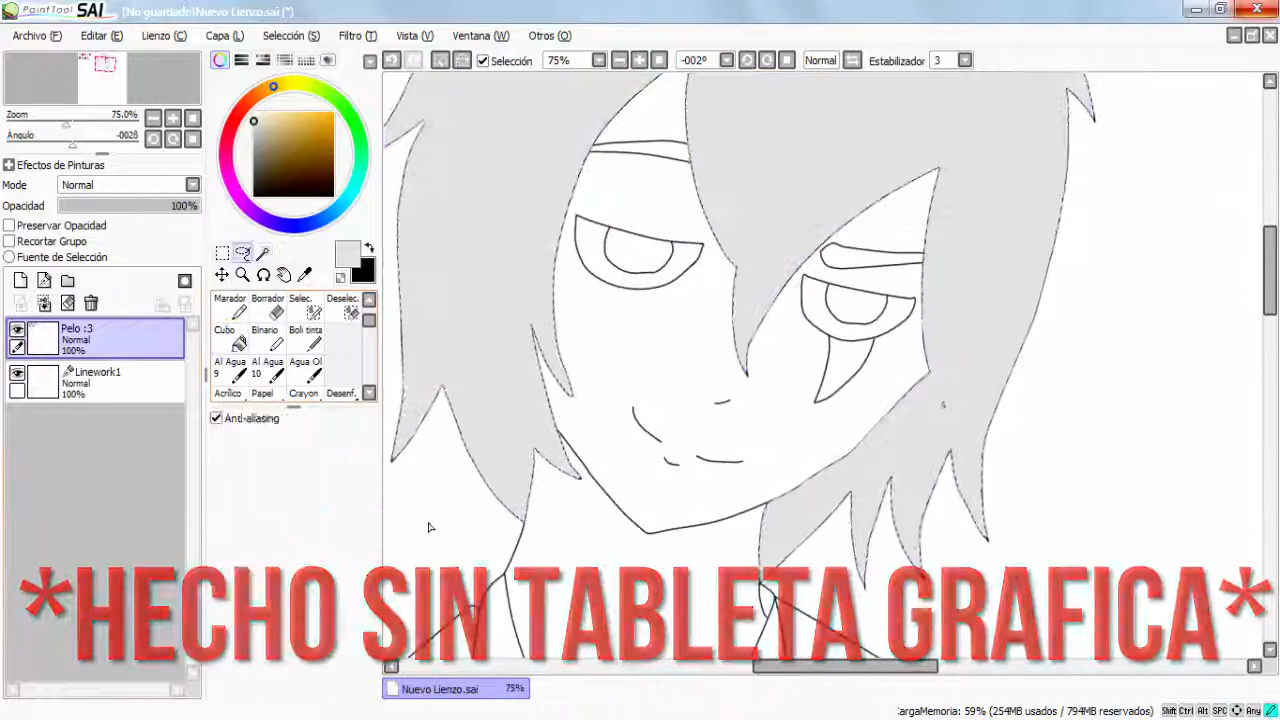 PaintTool SAI (No guardado)Nuevo Lienzo.sai (*)
Archivo (F) Editar (E) Lienzo (C) Capa (L) Selección (S) Filtro (T) Vista (V) Ventana (W) Otros (O)
Selección 75% -002º Normal Estabilizador 3
Zoom 75.0%
Ángulo -002ß
Efectos de Pinturas
Mode Normal
Opacidad 100%
Preservar Opacidad
Recortar Grupo
Fuente de Selección
Pelo :3
Normal
100%
Linework1
Normal
100%
Marador Borrador Selec. Deselec.
Cubo Binario Boli tinta
Al Agua 9 Al Agua 10 Agua Ol
Acrílico Papel Crayon Desenf.
Anti-aliasing
*HECHO SIN TABLETA GRAFICA*
Nuevo Lienzo.sai 75%
CargaMemoria: 59% (254MB usados / 794MB reservados) Shift Ctrl Alt SPC Any